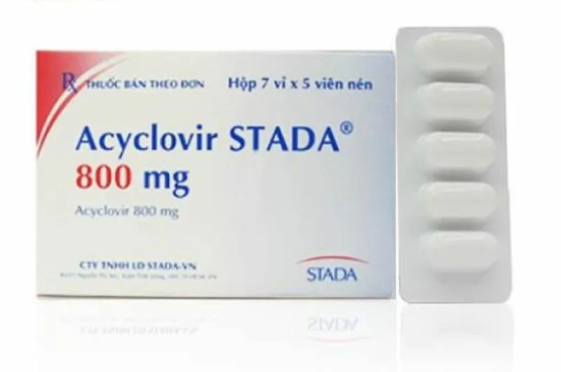 Rx THUỐC BÁN THEO ĐƠN
Hộp 7 vỉ x 5 viên nén
Acyclovir STADA®
800 mg
Acyclovir 800 mg
CTY TNHH LD STADA-VN
STADA